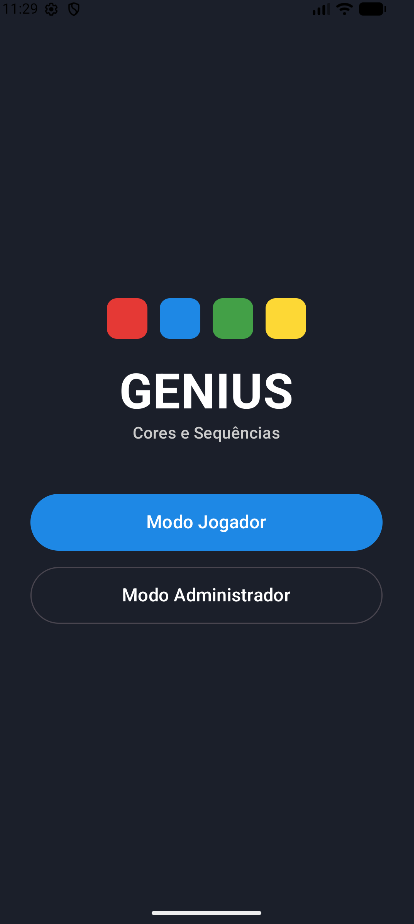 11:29
GENIUS
Cores e Sequências
Modo Jogador
Modo Administrador